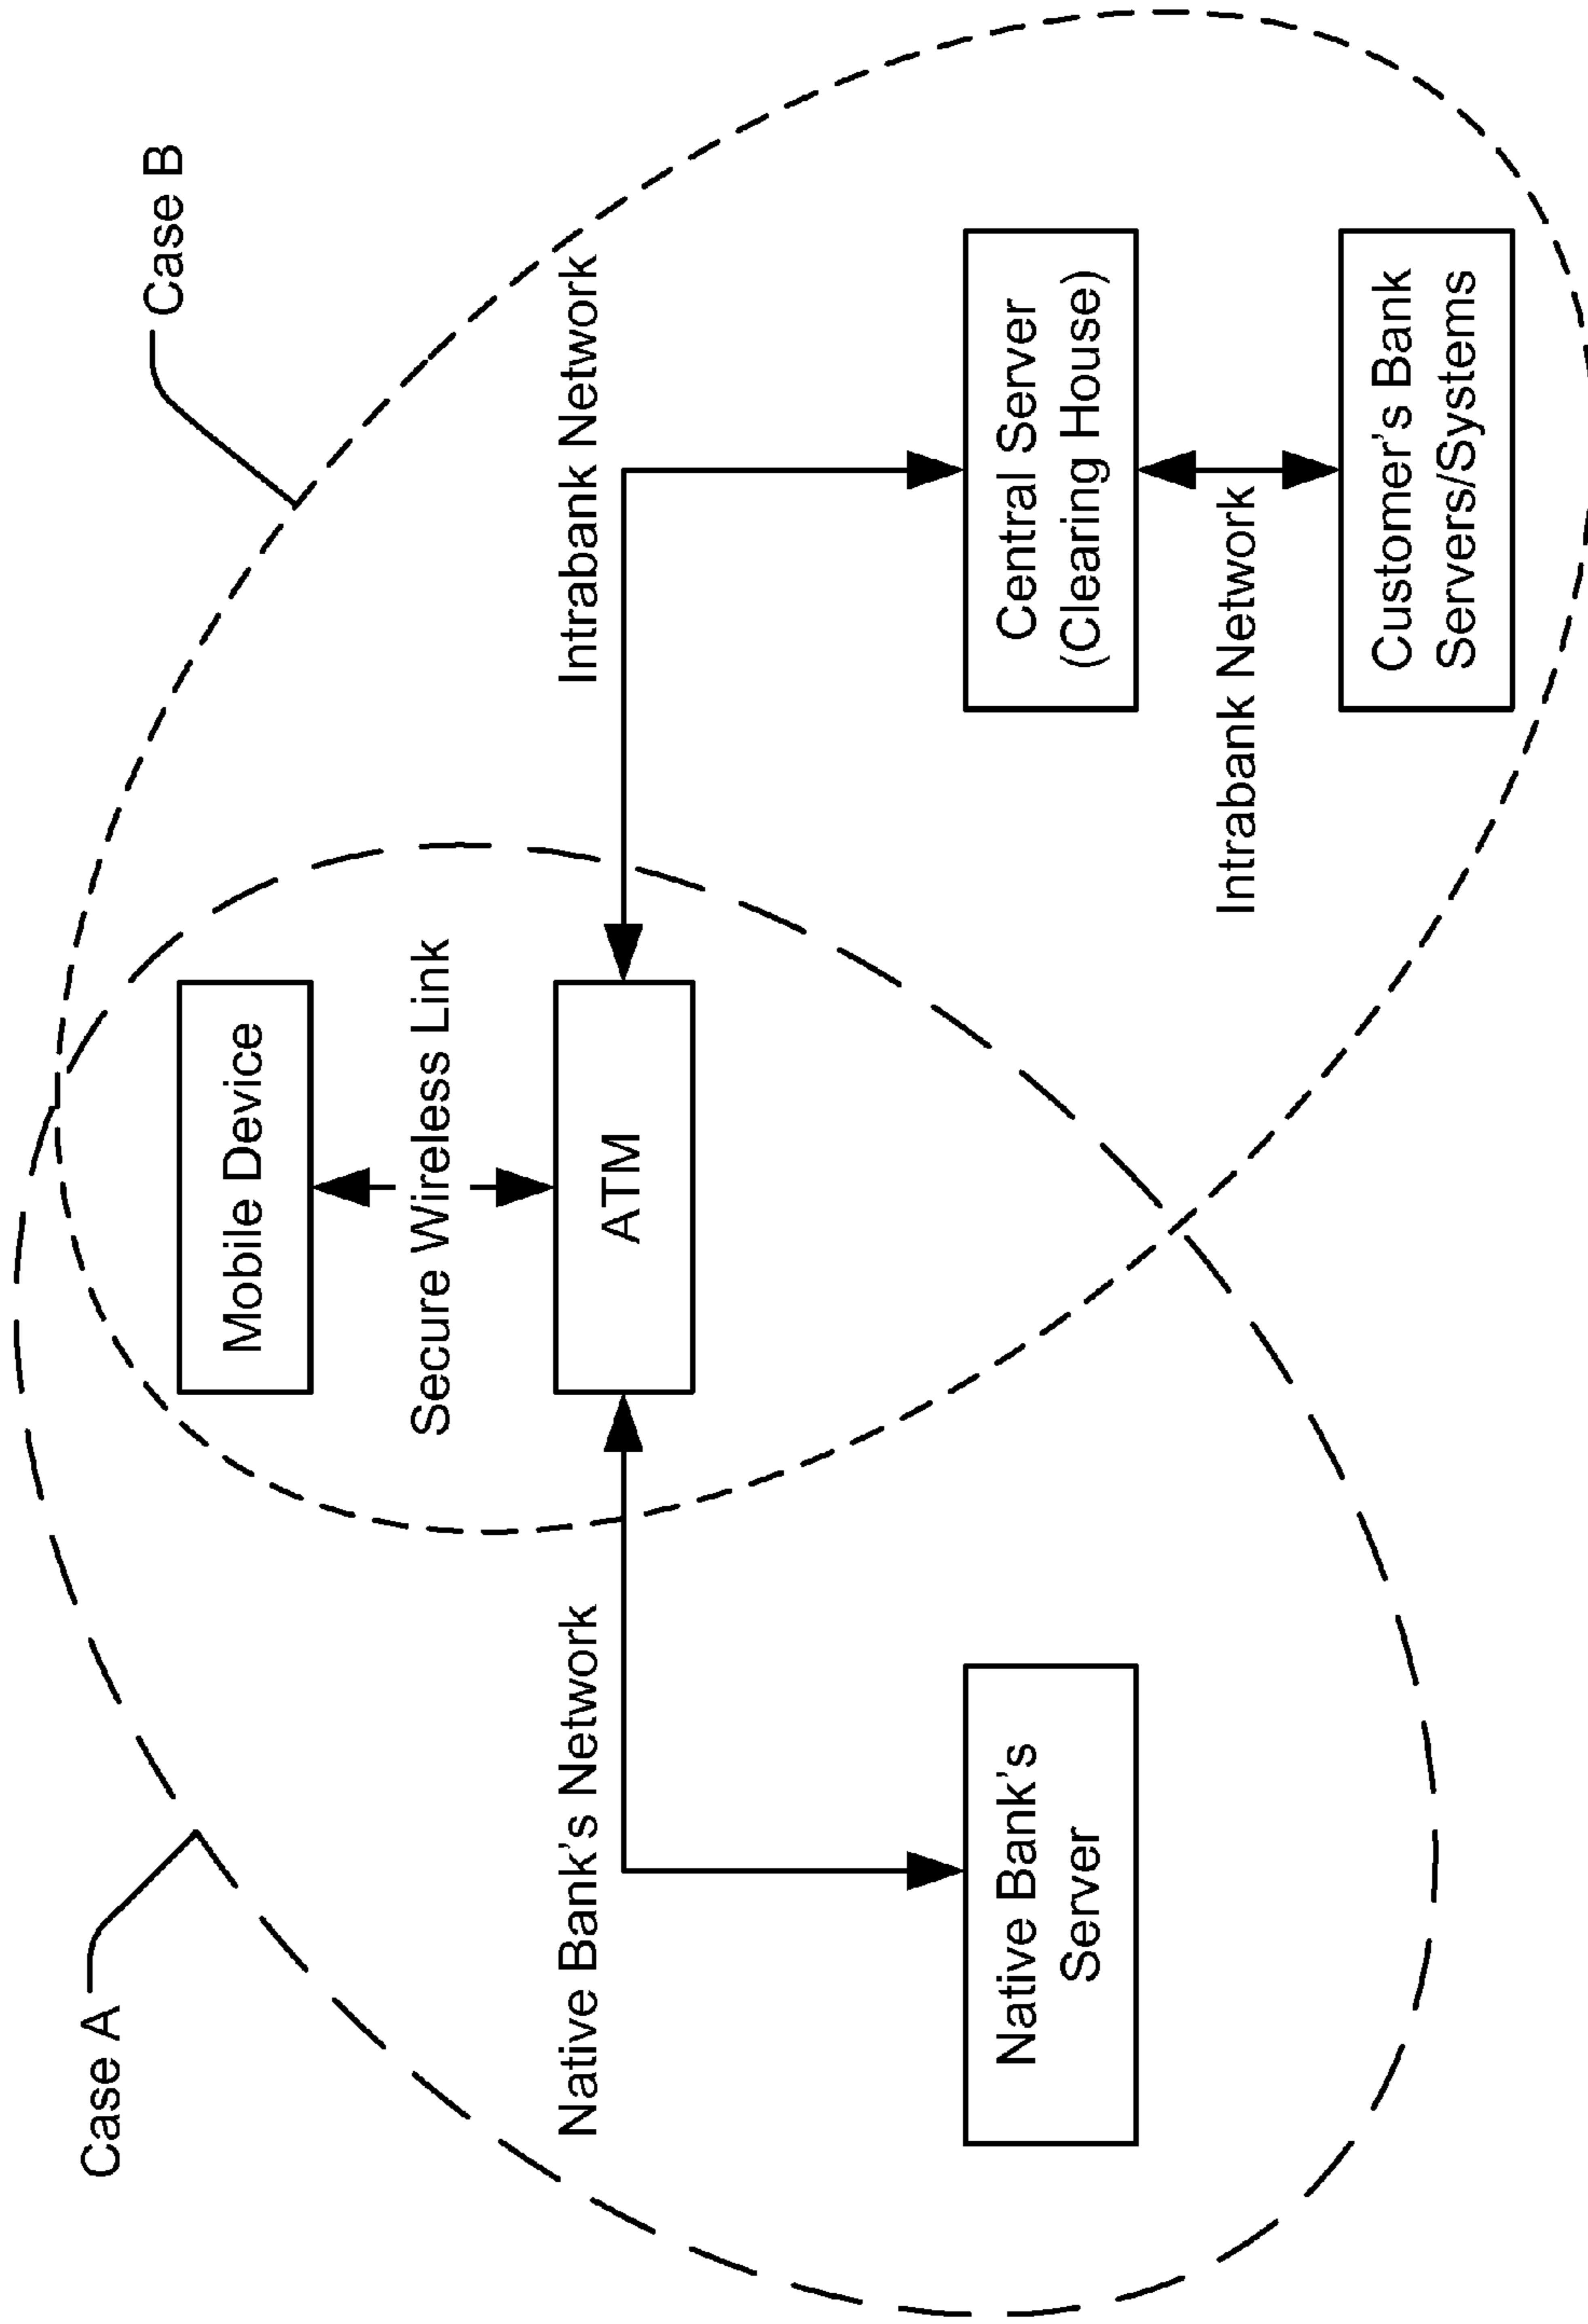 Case A
Case B
Mobile Device
Secure Wireless Link
Native Bank's Network
ATM
Intrabank Network
Native Bank's
Server
Central Server
(Clearing House)
Intrabank Network
Customer's Bank
Servers/Systems